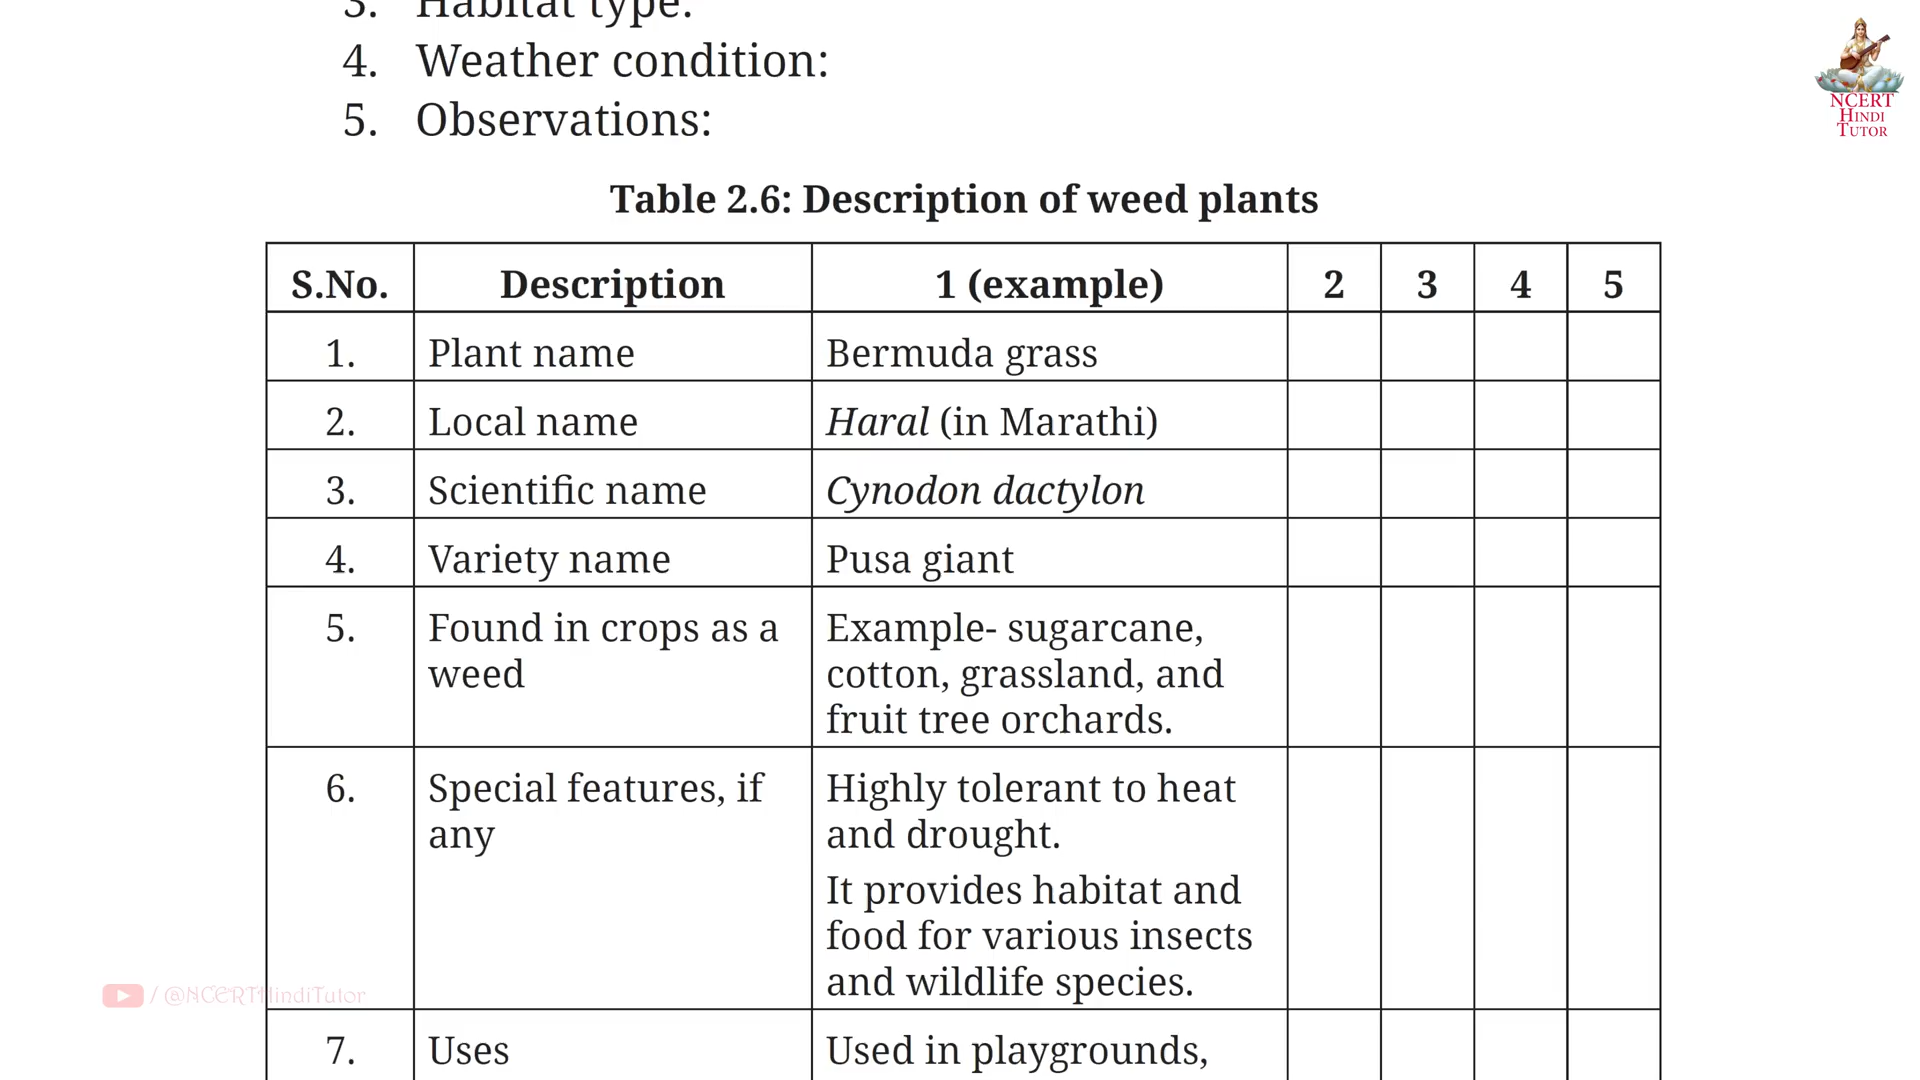 3. Habitat type:
4. Weather condition:
5. Observations:
NCERT
HINDI
TUTOR
Table 2.6: Description of weed plants
S.No. Description 1 (example) 2 3 4 5
1. Plant name Bermuda grass
2. Local name Haral (in Marathi)
3. Scientific name Cynodon dactylon
4. Variety name Pusa giant
5. Found in crops as a Example- sugarcane,
weed cotton, grassland, and
fruit tree orchards.
6. Special features, if Highly tolerant to heat
any and drought.
It provides habitat and
food for various insects
and wildlife species.
/ @NCERTHindiTutor
7. Uses Used in playgrounds,